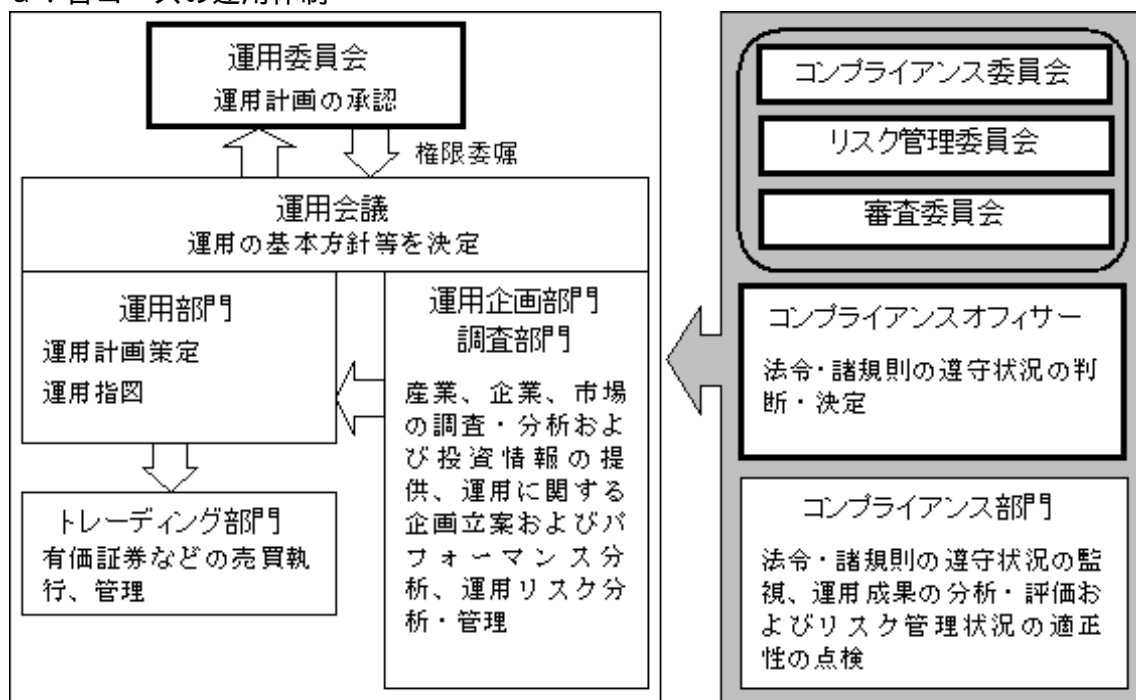 運用委員会
運用計画の承認
権限委嘱
運用会議
運用の基本方針等を決定
運用部門
運用計画策定
運用指図
運用企画部門
調査部門
産業、企業、市場
の調査・分析およ
び投資情報の提
供、運用に関する
企画立案およびパ
フォーマンス分
析、運用リスク分
析・管理
トレーディング部門
有価証券などの売買執
行、管理
コンプライアンス委員会
リスク管理委員会
審査委員会
コンプライアンスオフィサー
法令・諸規則の遵守状況の判
断・決定
コンプライアンス部門
法令・諸規則の遵守状況の監
視、運用成果の分析・評価お
よびリスク管理状況の適正
性の点検